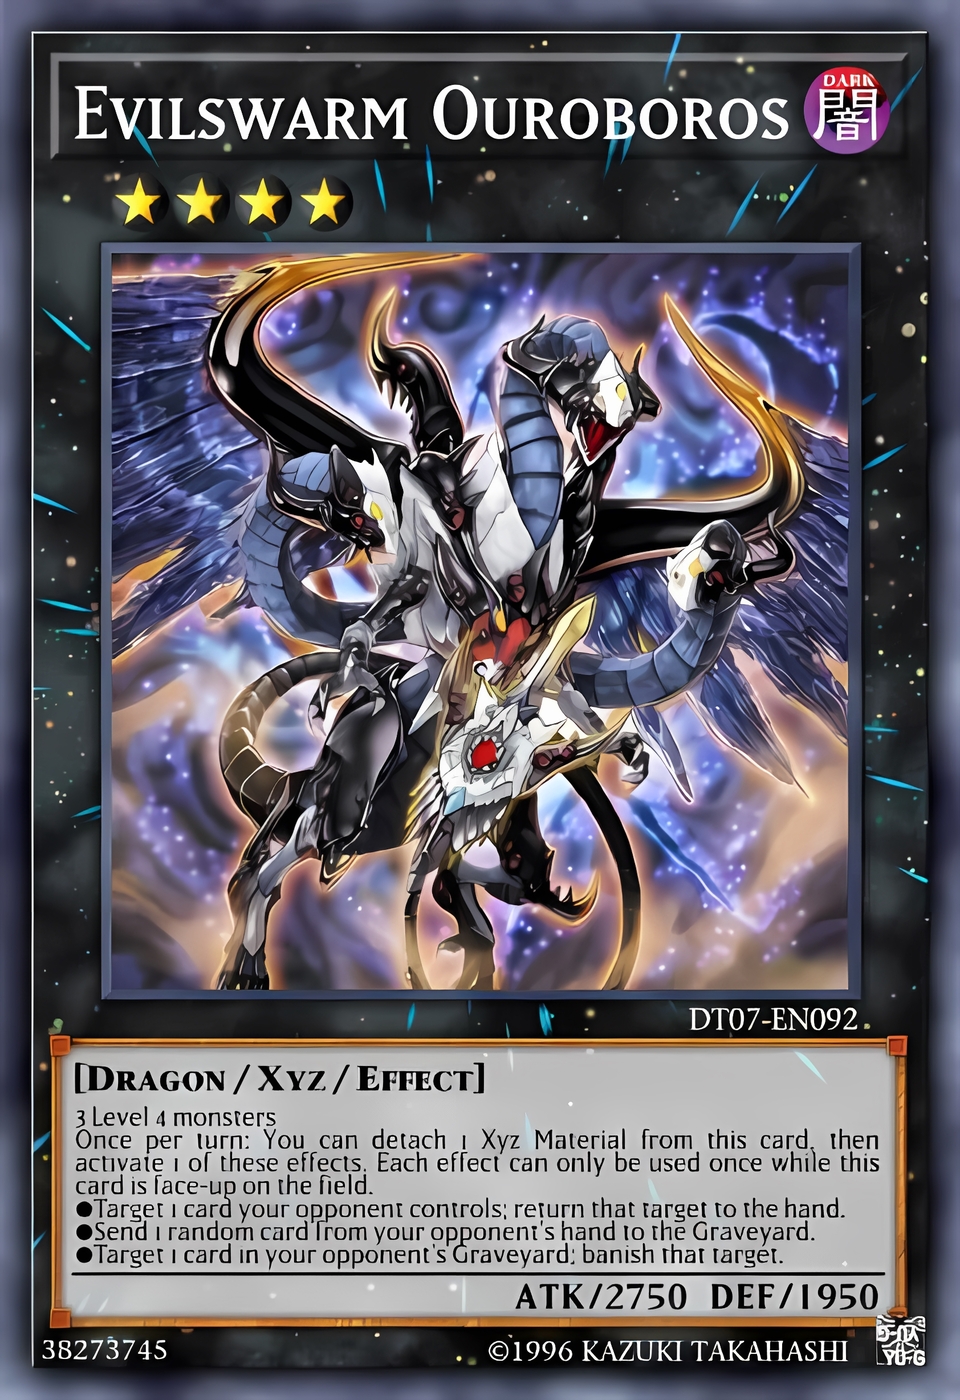 Evilswarm Ouroboros
DARK
闇
DT07-EN092
[Dragon / Xyz / Effect]
3 Level 4 monsters
Once per turn: You can detach 1 Xyz Material from this card, then
activate 1 of these effects. Each effect can only be used once while this
card is face-up on the field.
●Target 1 card your opponent controls; return that target to the hand.
●Send 1 random card from your opponent's hand to the Graveyard.
●Target 1 card in your opponent's Graveyard; banish that target.
ATK/2750 DEF/1950
38273745
©1996 KAZUKI TAKAHASHI